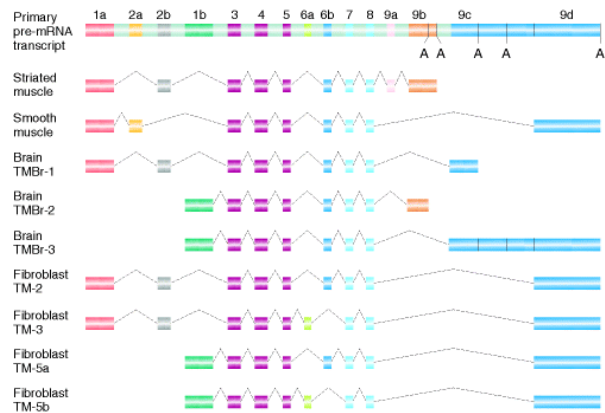 Primary
pre-mRNA
transcript
1a 2a 2b 1b 3 4 5 6a 6b 7 8 9a 9b 9c 9d
A A A A A
Striated
muscle
Smooth
muscle
Brain
TMBr-1
Brain
TMBr-2
Brain
TMBr-3
Fibroblast
TM-2
Fibroblast
TM-3
Fibroblast
TM-5a
Fibroblast
TM-5b